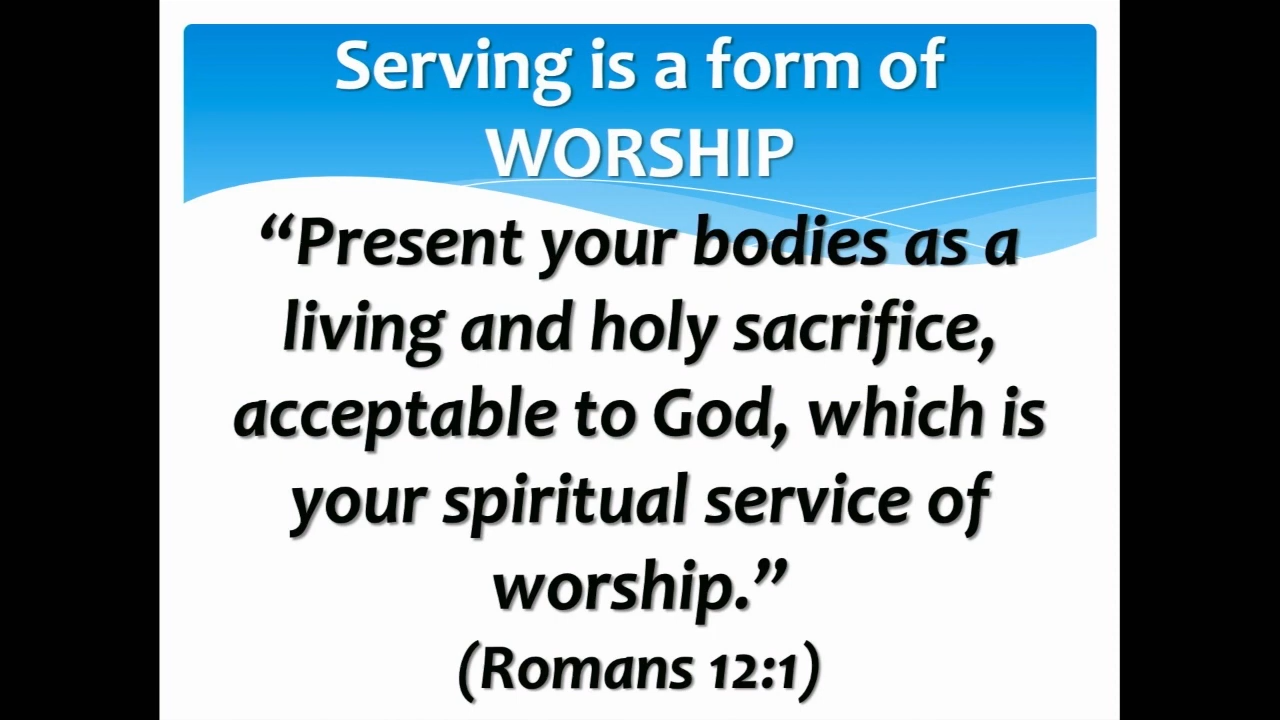 Serving is a form of
WORSHIP
“Present your bodies as a
living and holy sacrifice,
acceptable to God, which is
your spiritual service of
worship.”
(Romans 12:1)